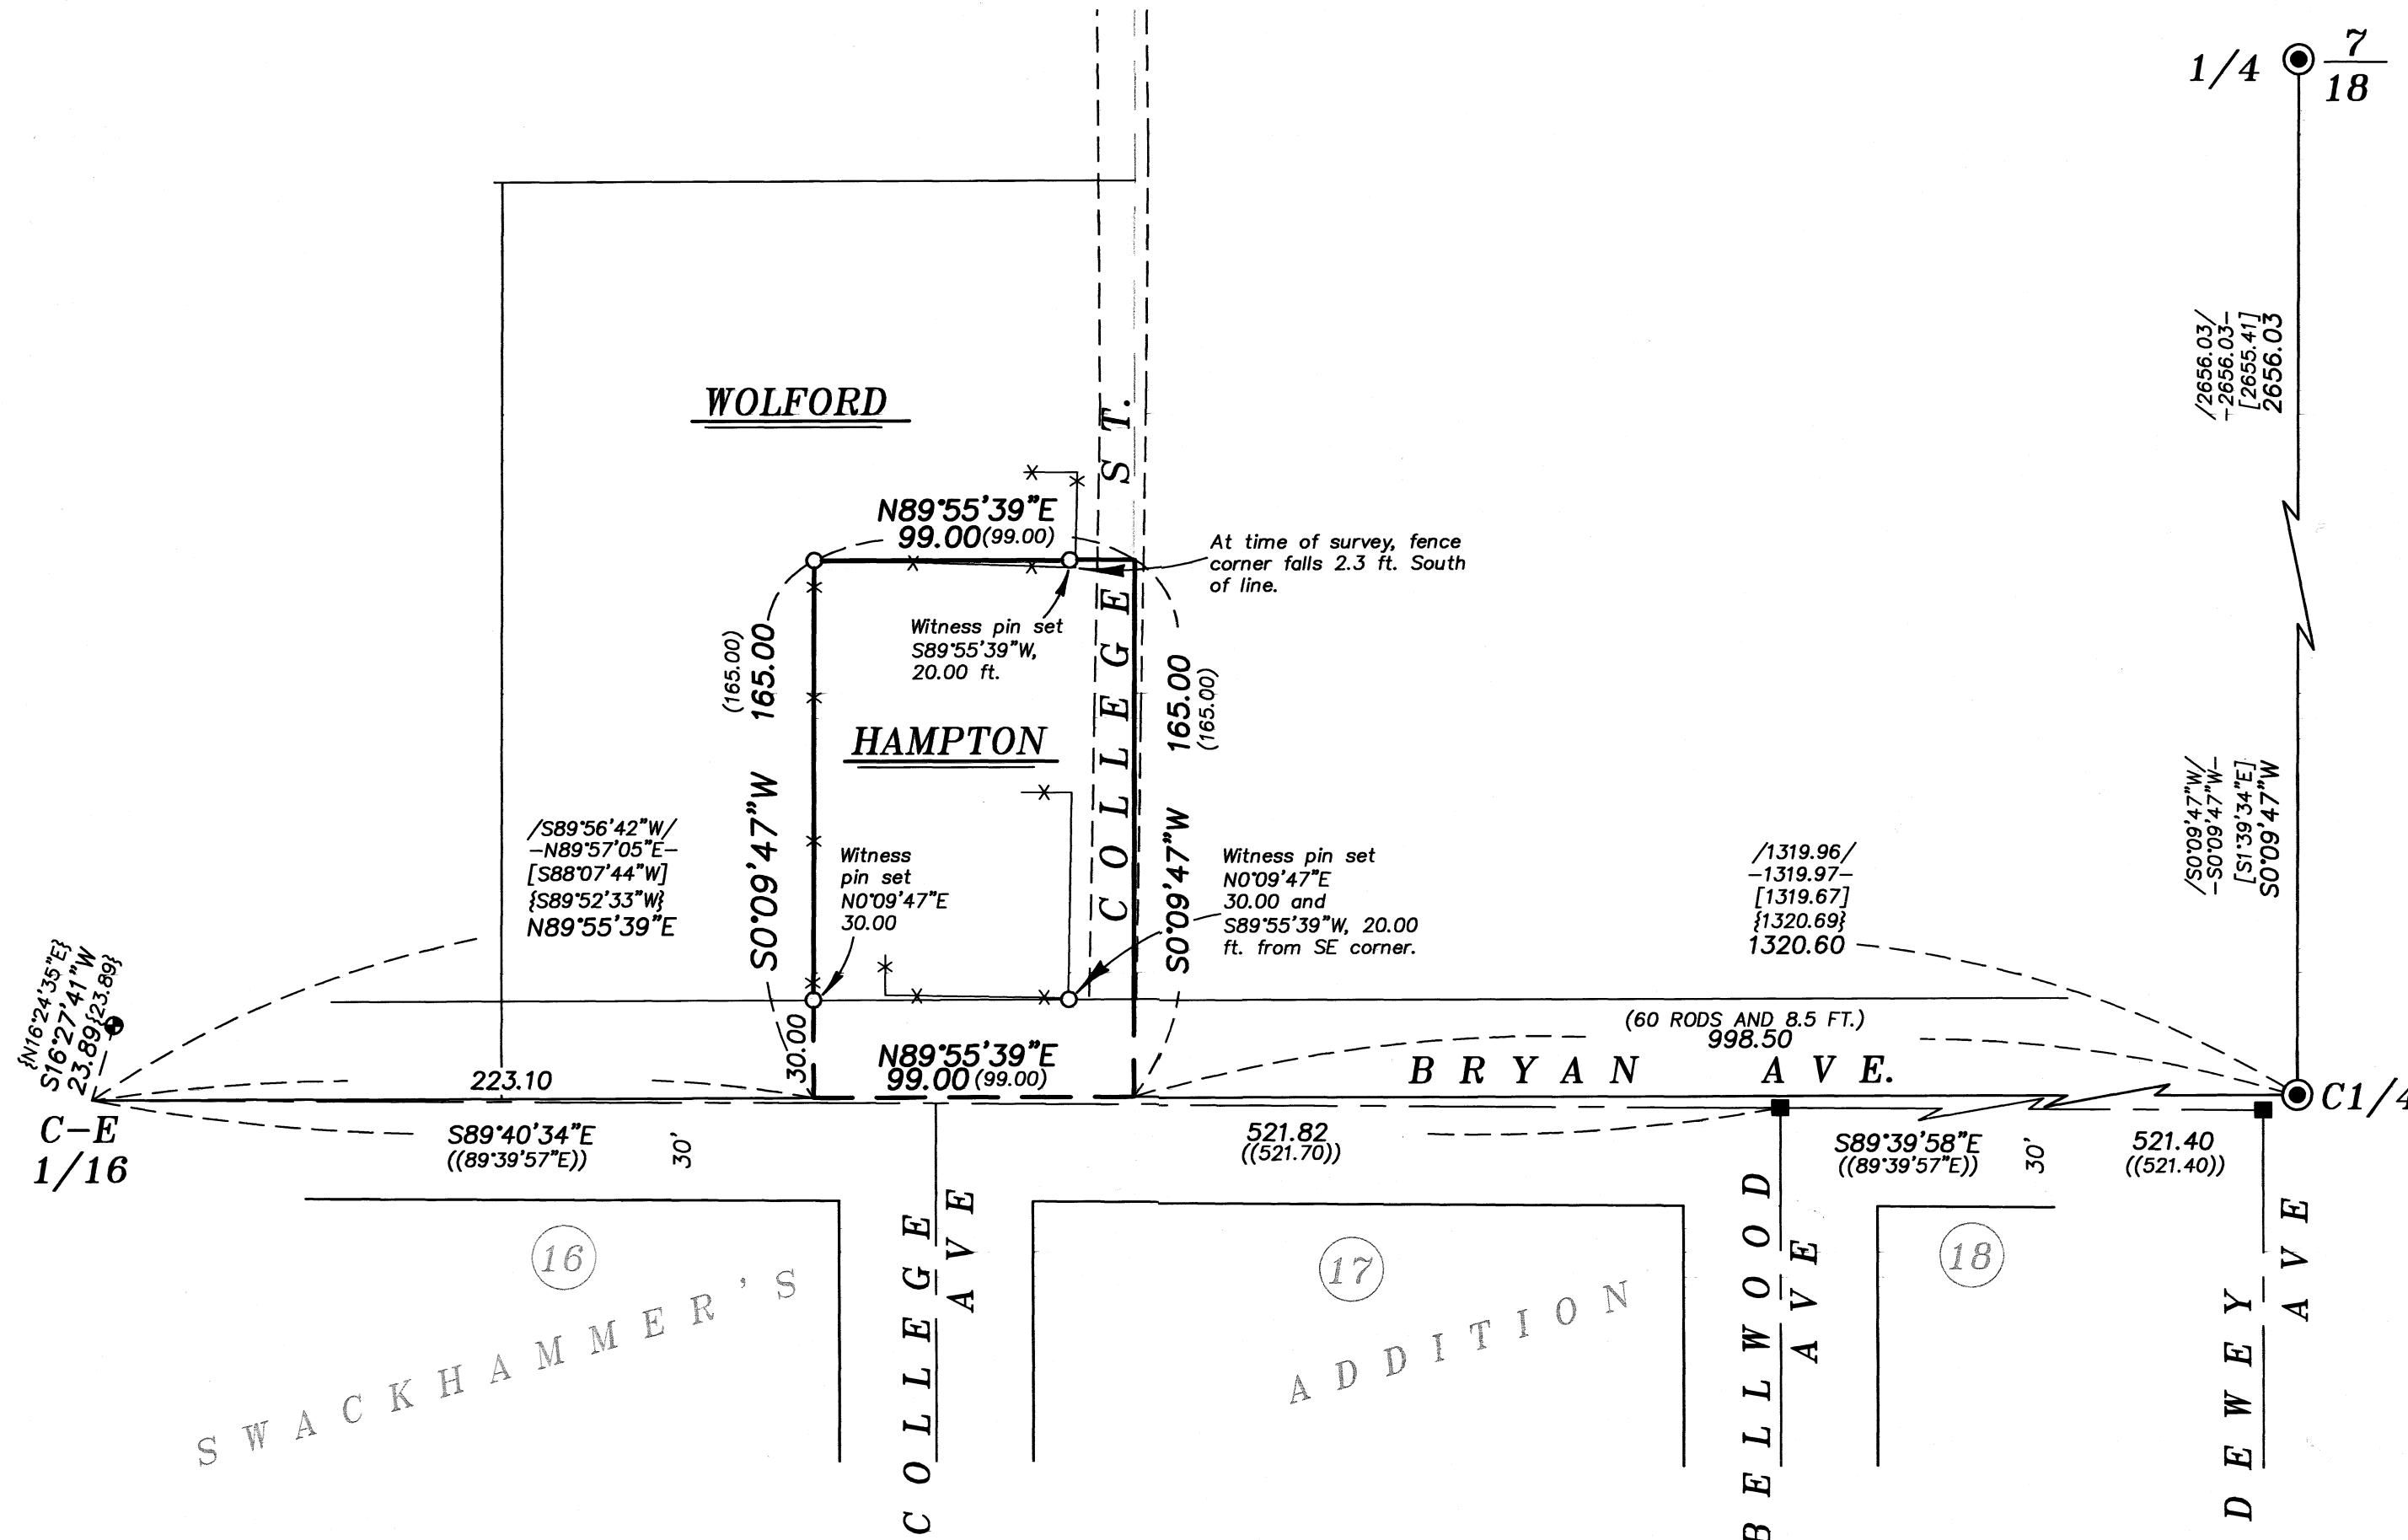 1/4
7
18
/2656.03/
-2656.03-
[2655.41]
2656.03
WOLFORD
COLLEGE ST.
N89°55'39"E
99.00(99.00)
At time of survey, fence
corner falls 2.3 ft. South
of line.
Witness pin set
S89°55'39"W,
20.00 ft.
(165.00)
165.00
165.00
(165.00)
HAMPTON
S0°09'47"W
S0°09'47"W
/S0°09'47"W/
-S0°09'47"W-
[S1°39'34"E]
S0°09'47"W
/S89°56'42"W/
-N89°57'05"E-
[S88°07'44"W]
{S89°52'33"W}
N89°55'39"E
Witness
pin set
N0°09'47"E
30.00
Witness pin set
N0°09'47"E
30.00 and
S89°55'39"W, 20.00
ft. from SE corner.
/1319.96/
-1319.97-
[1319.67]
{1320.69}
1320.60
{N16°24'35"E}
S16°27'41"W
23.89{23.89}
30.00
(60 RODS AND 8.5 FT.)
998.50
N89°55'39"E
99.00(99.00)
BRYAN AVE.
223.10
C1/4
C-E
1/16
S89°40'34"E
((89°39'57"E))
30'
521.82
((521.70))
S89°39'58"E
((89°39'57"E))
30'
521.40
((521.40))
COLLEGE
AVE
BELLWOOD
AVE
DEWEY
AVE
16
17
18
SWACKHAMMER'S
ADDITION